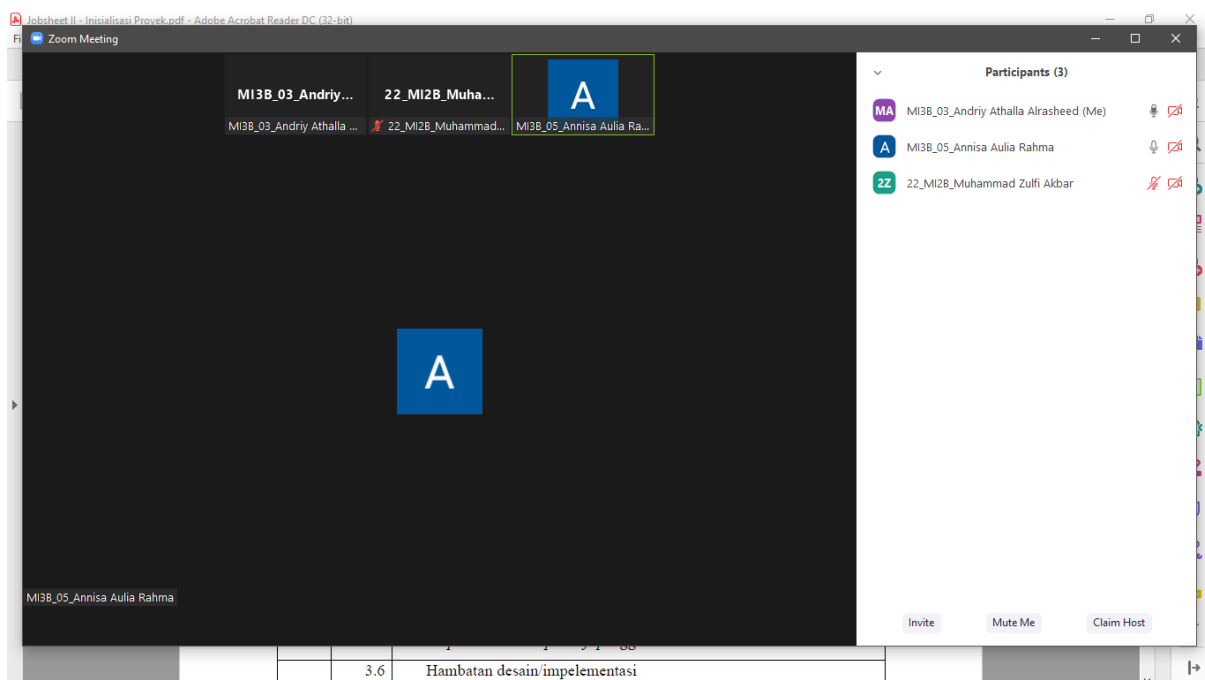 Jobsheet II - Inisialisasi Proyek.pdf - Adobe Acrobat Reader DC (32-bit)
Fi
Zoom Meeting
MI3B_03_Andriy...
22_MI2B_Muha...
A
MI3B_03_Andriy Athalla ...
22_MI2B_Muhammad...
MI3B_05_Annisa Aulia Ra...
Participants (3)
MA MI3B_03_Andriy Athalla Alrasheed (Me)
A MI3B_05_Annisa Aulia Rahma
2Z 22_MI2B_Muhammad Zulfi Akbar
A
MI3B_05_Annisa Aulia Rahma
Invite Mute Me Claim Host
3.6 Hambatan desain/impelementasi